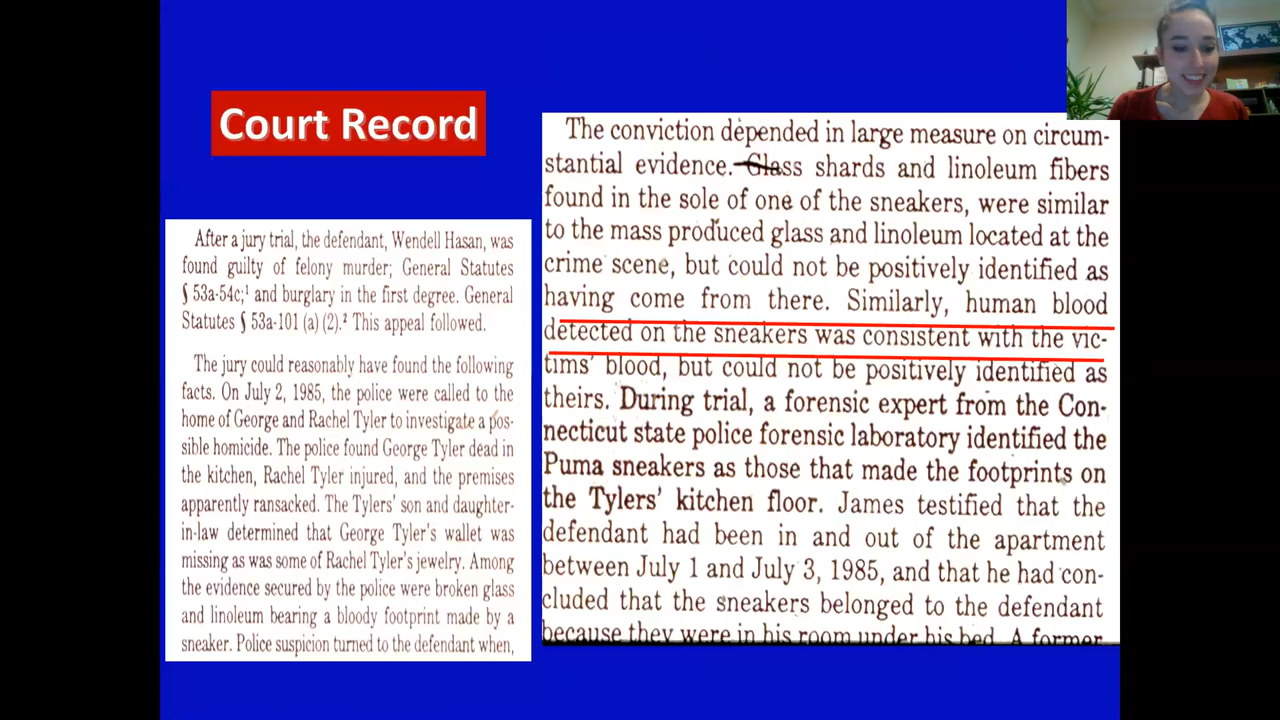 Court Record
After a jury trial, the defendant, Wendell Hasan, was
found guilty of felony murder; General Statutes
§ 53a-54c;¹ and burglary in the first degree. General
Statutes § 53a-101 (a) (2).² This appeal followed.
The jury could reasonably have found the following
facts. On July 2, 1985, the police were called to the
home of George and Rachel Tyler to investigate a pos-
sible homicide. The police found George Tyler dead in
the kitchen, Rachel Tyler injured, and the premises
apparently ransacked. The Tylers' son and daughter-
in-law determined that George Tyler's wallet was
missing as was some of Rachel Tyler's jewelry. Among
the evidence secured by the police were broken glass
and linoleum bearing a bloody footprint made by a
sneaker. Police suspicion turned to the defendant when,
The conviction depended in large measure on circum-
stantial evidence. Glass shards and linoleum fibers
found in the sole of one of the sneakers, were similar
to the mass produced glass and linoleum located at the
crime scene, but could not be positively identified as
having come from there. Similarly, human blood
detected on the sneakers was consistent with the vic-
tims' blood, but could not be positively identified as
theirs. During trial, a forensic expert from the Con-
necticut state police forensic laboratory identified the
Puma sneakers as those that made the footprints on
the Tylers' kitchen floor. James testified that the
defendant had been in and out of the apartment
between July 1 and July 3, 1985, and that he had con-
cluded that the sneakers belonged to the defendant
because they were in his room under his bed. A former